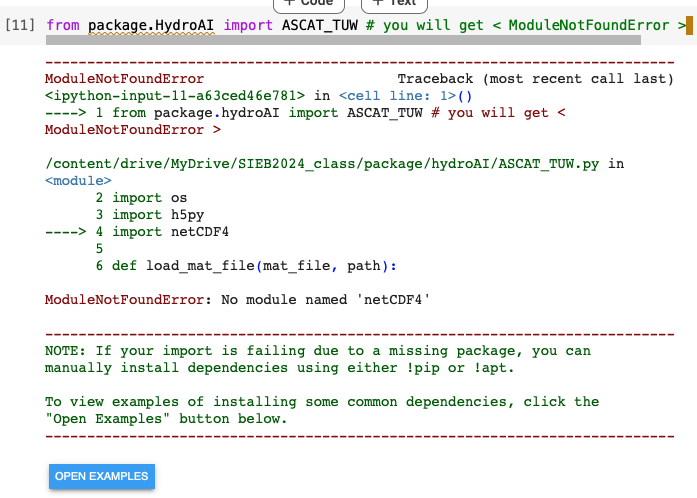 + Code + Text
[11] from package.HydroAI import ASCAT_TUW # you will get < ModuleNotFoundError >
---------------------------------------------------------------------------
ModuleNotFoundError Traceback (most recent call last)
<ipython-input-11-a63ced46e781> in <cell line: 1>()
----> 1 from package.hydroAI import ASCAT_TUW # you will get <
ModuleNotFoundError >
/content/drive/MyDrive/SIEB2024_class/package/hydroAI/ASCAT_TUW.py in
<module>
2 import os
3 import h5py
----> 4 import netCDF4
5
6 def load_mat_file(mat_file, path):
ModuleNotFoundError: No module named 'netCDF4'
---------------------------------------------------------------------------
NOTE: If your import is failing due to a missing package, you can
manually install dependencies using either !pip or !apt.
To view examples of installing some common dependencies, click the
"Open Examples" button below.
---------------------------------------------------------------------------
OPEN EXAMPLES